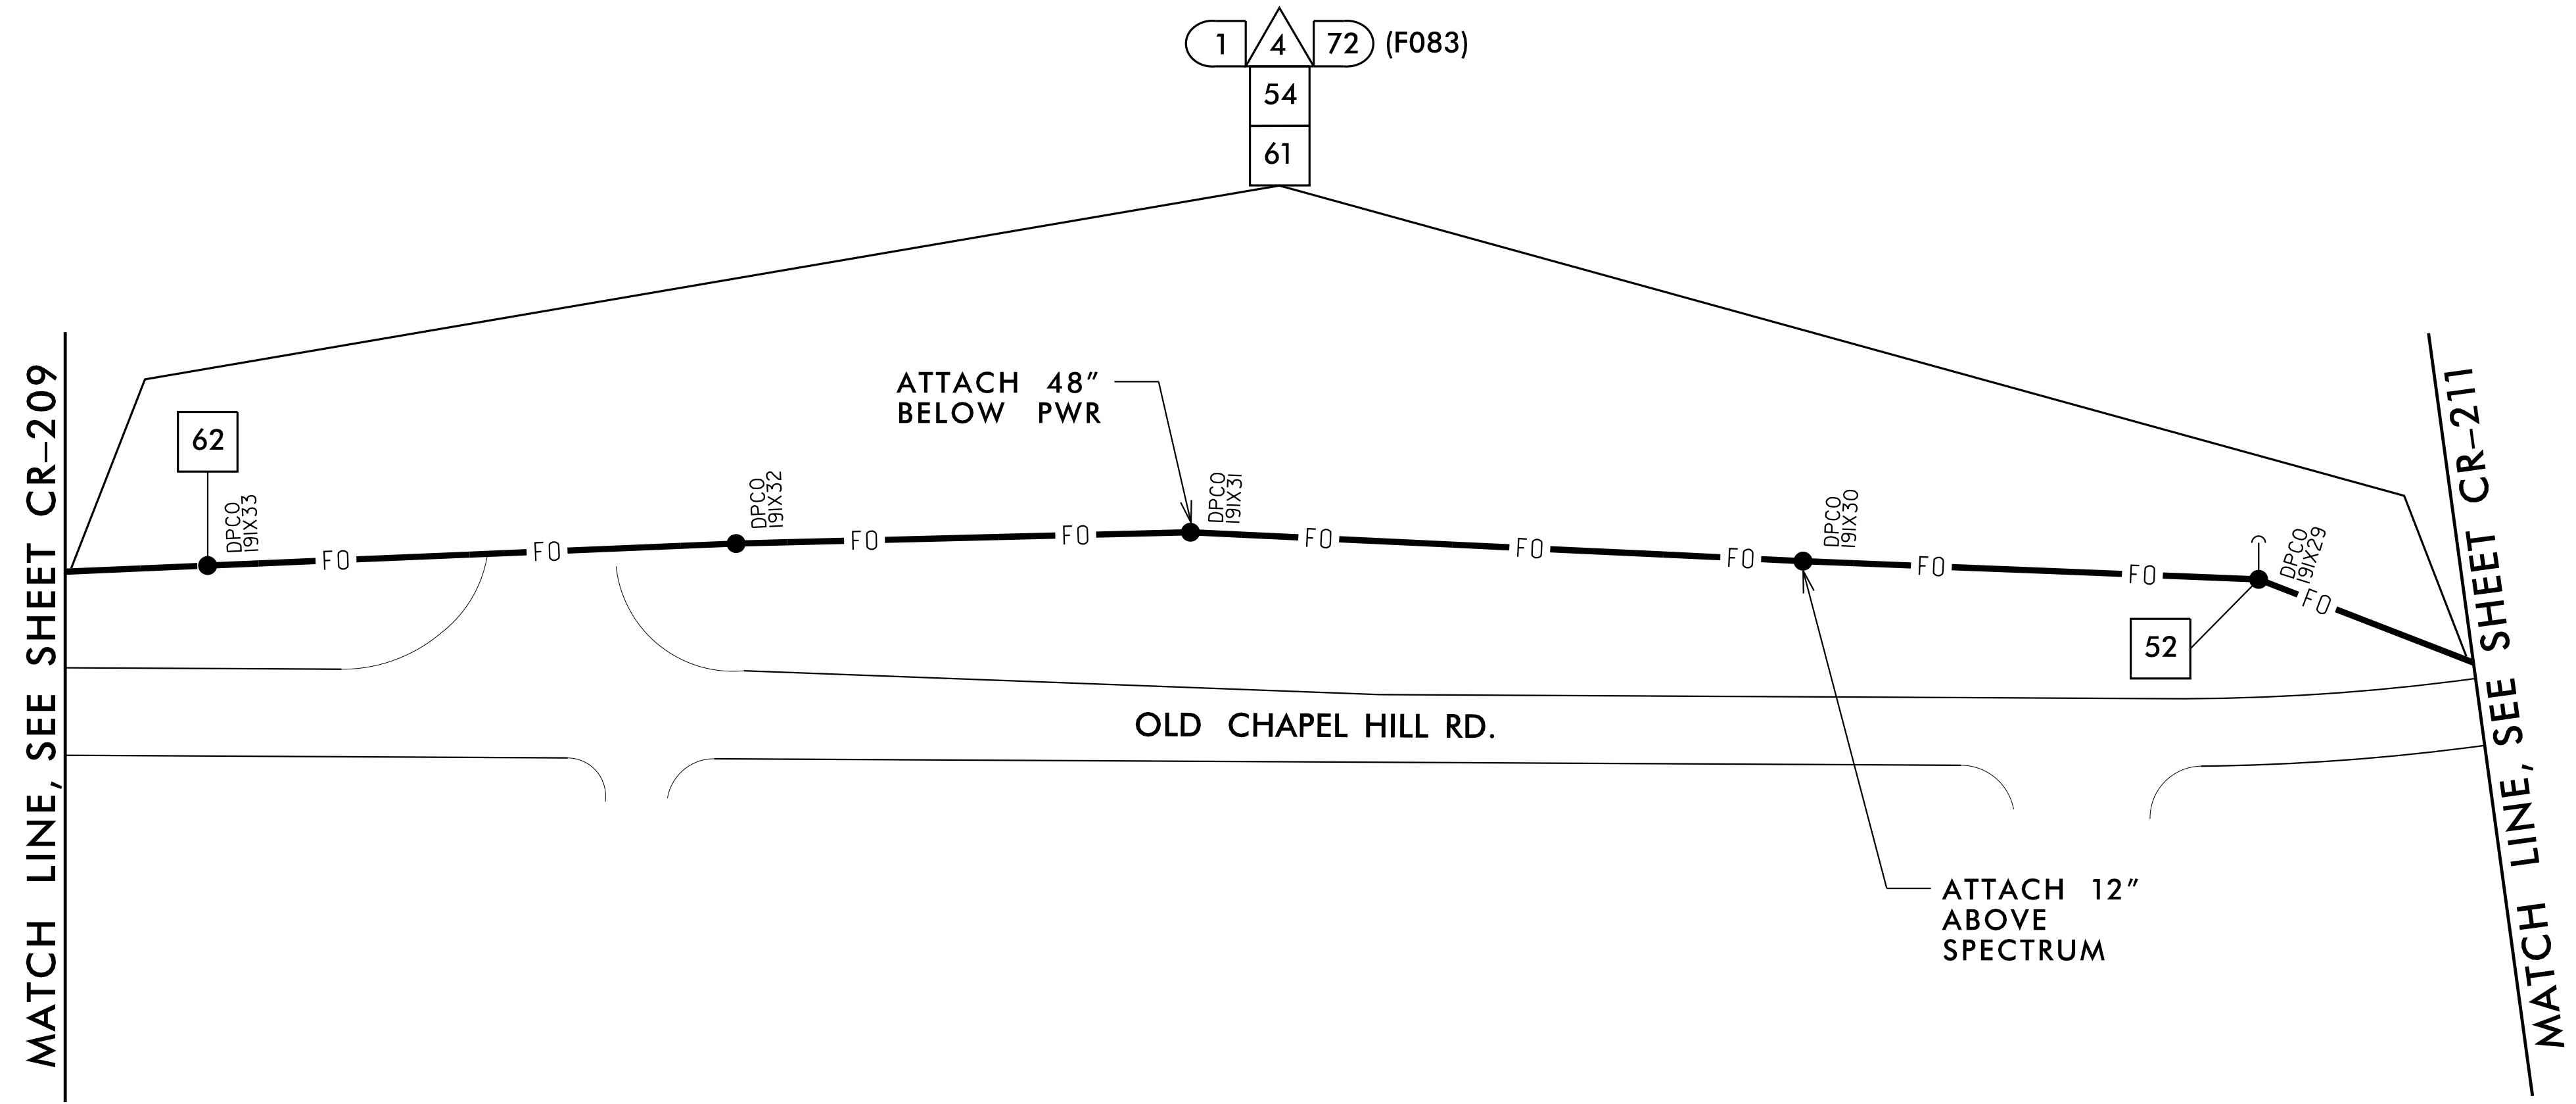 1 4 72 (F083)
54
61
MATCH LINE, SEE SHEET CR-209
MATCH LINE, SEE SHEET CR-211
ATTACH 48"
BELOW PWR
62
DPCO
191X33
DPCO
191X32
DPCO
191X31
DPCO
191X30
DPCO
191X29
FO FO FO FO FO FO FO FO FO FO
52
OLD CHAPEL HILL RD.
ATTACH 12"
ABOVE
SPECTRUM